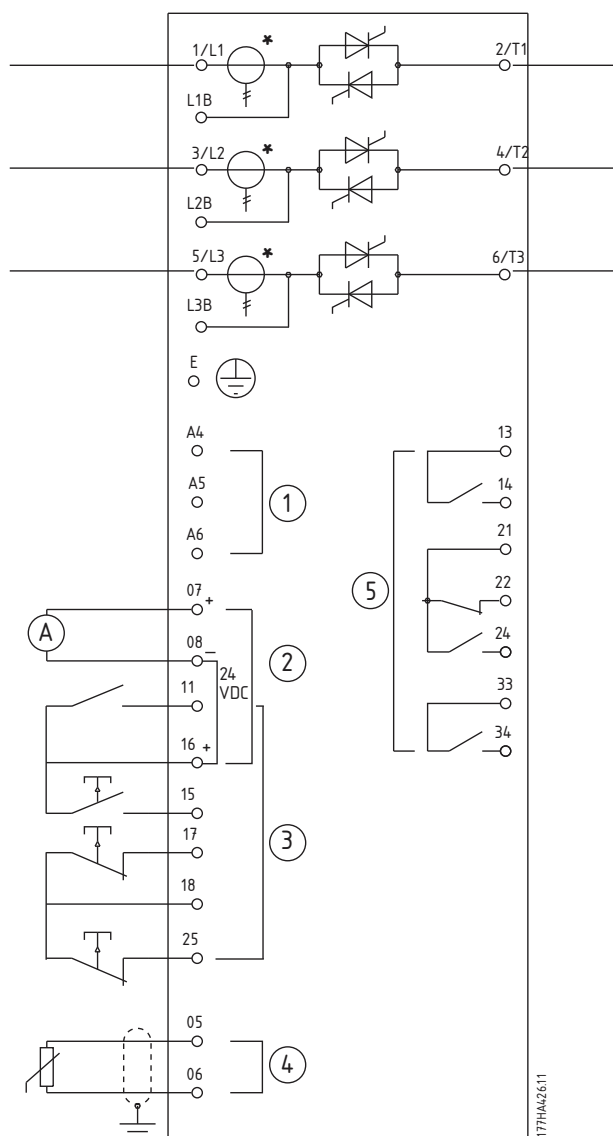 1/L1
*
2/T1
L1B
3/L2
*
4/T2
L2B
5/L3
*
6/T3
L3B
E
A4
13
A5
1
14
A6
21
07 +
5
22
A
08 –
2
24
24
VDC
11
33
16 +
34
15
17
3
18
25
05
4
06
177HA426.11